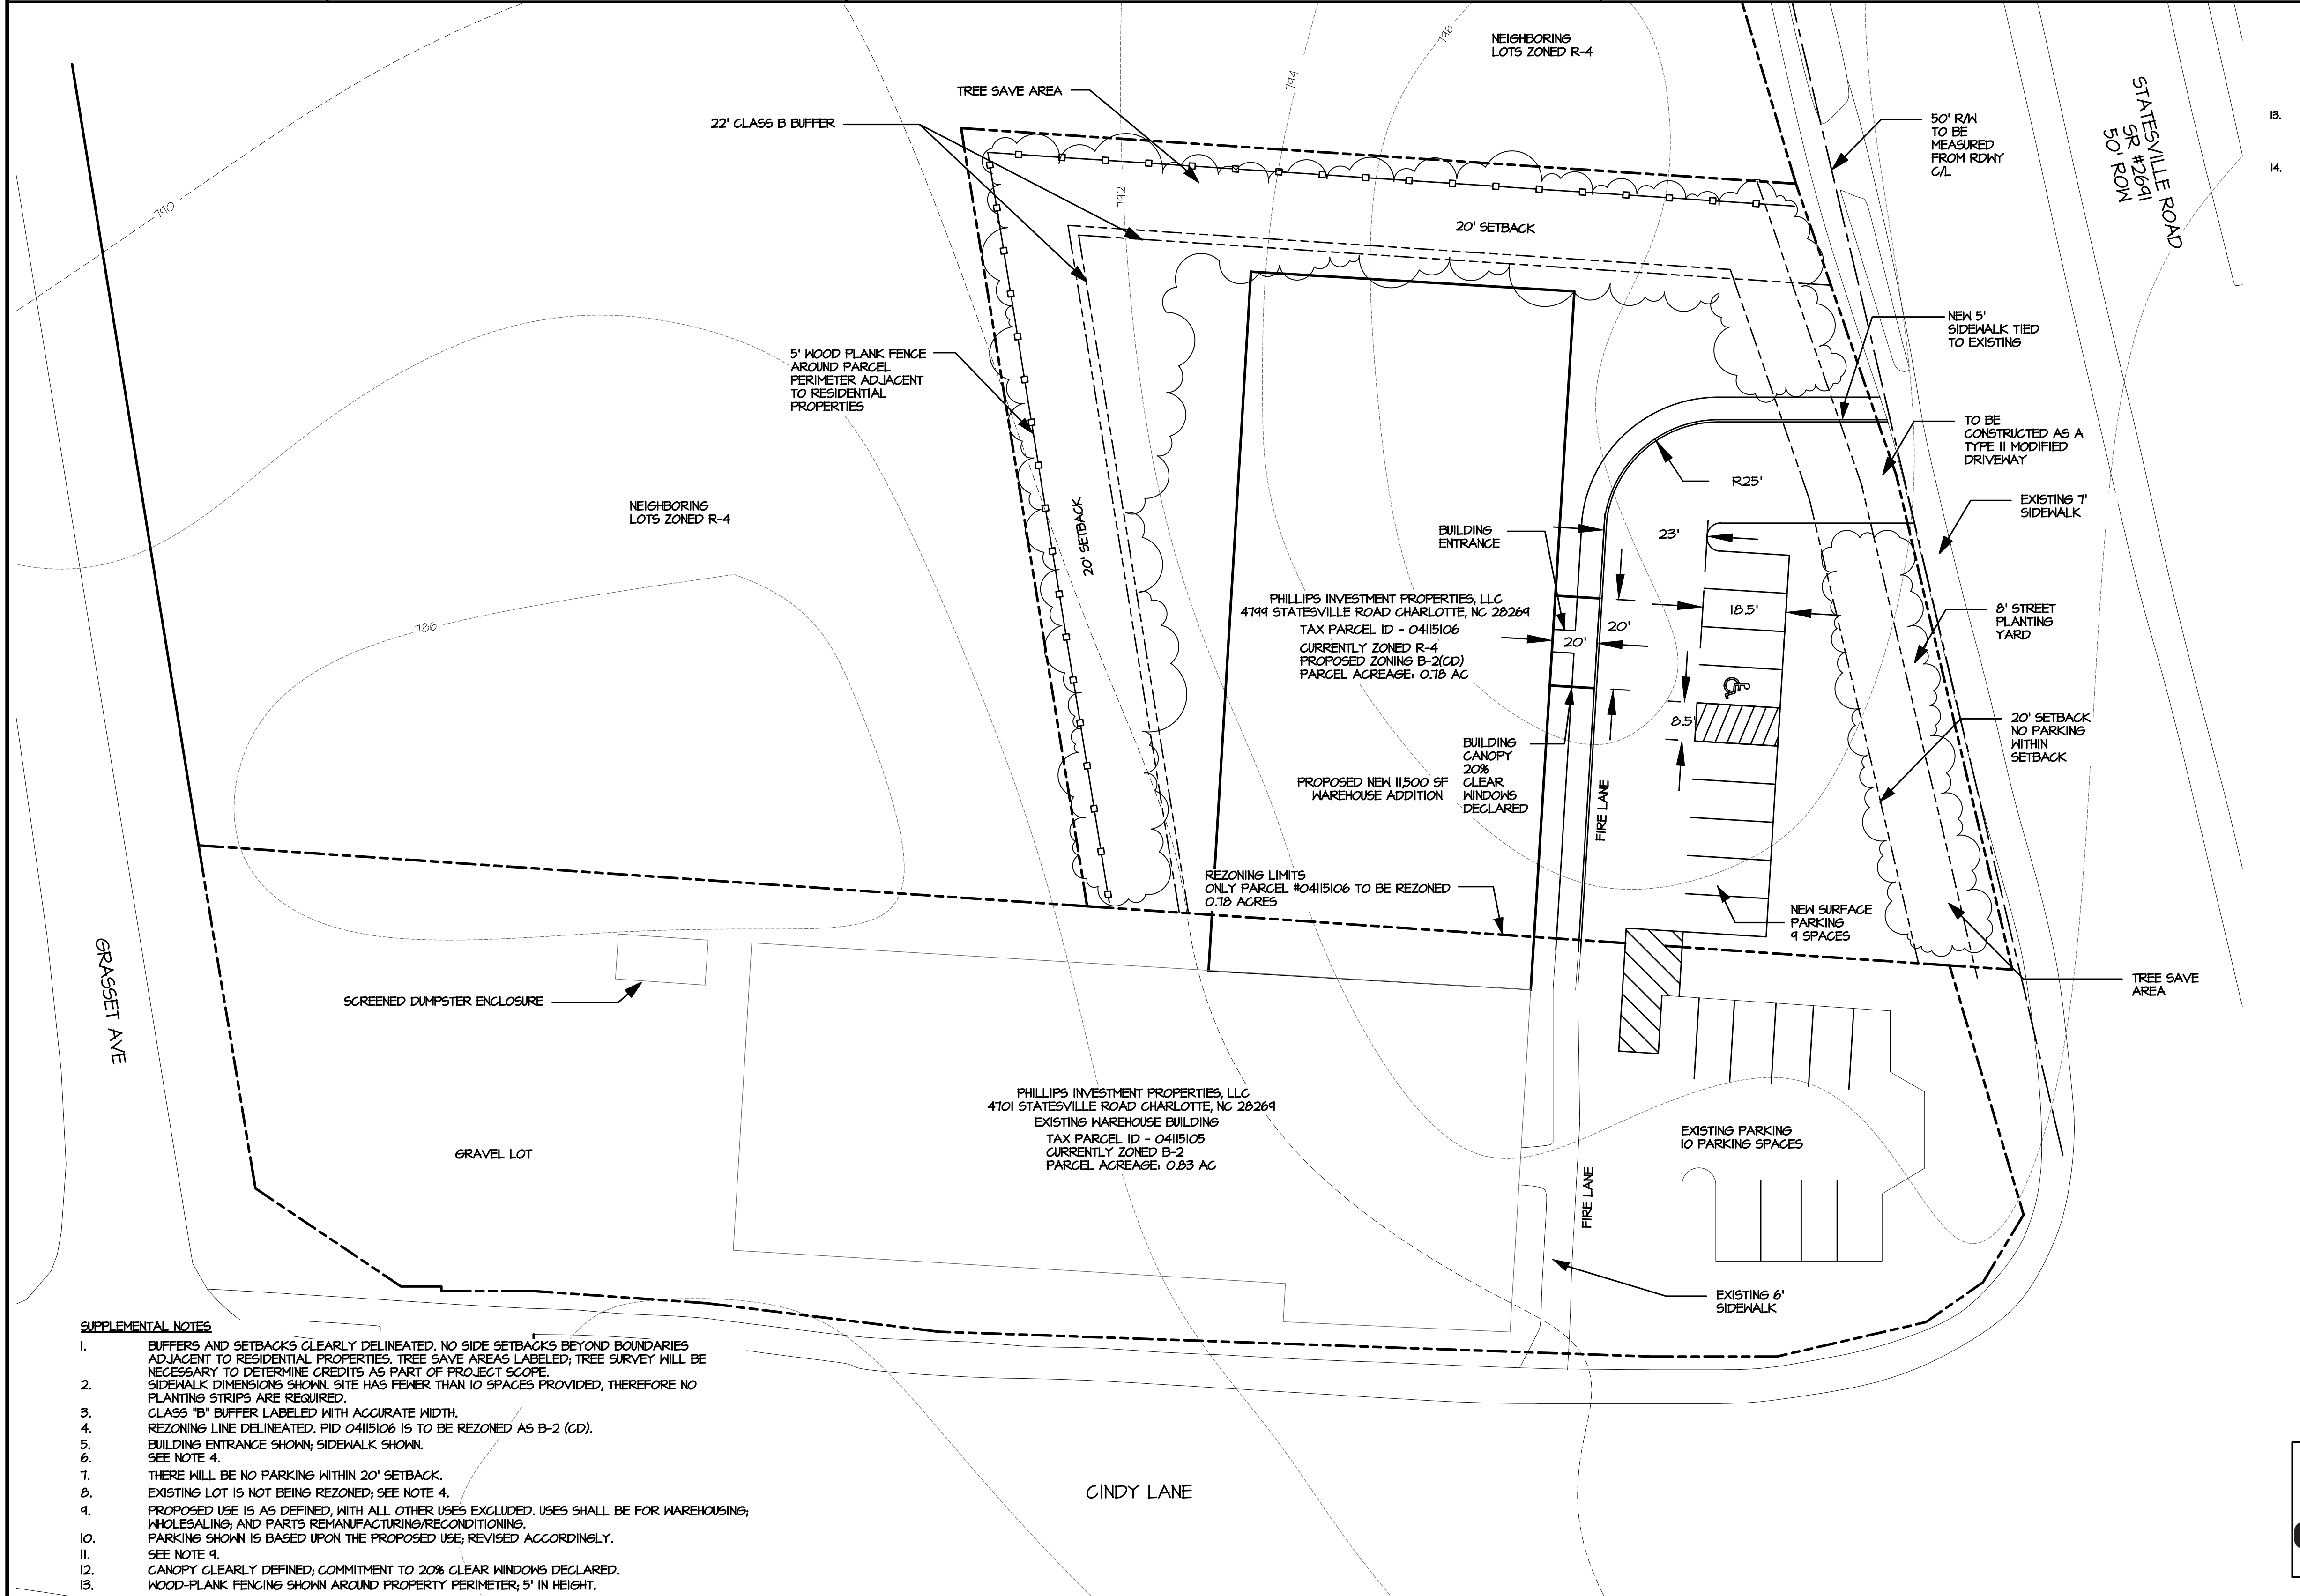 NEIGHBORING
LOTS ZONED R-4
796
794
792
790
786
TREE SAVE AREA
22' CLASS B BUFFER
20' SETBACK
50' R/W
TO BE
MEASURED
FROM RDWY
C/L
STATESVILLE ROAD
SR #2691
50' ROW
13.
14.
NEW 5'
SIDEWALK TIED
TO EXISTING
5' WOOD PLANK FENCE
AROUND PARCEL
PERIMETER ADJACENT
TO RESIDENTIAL
PROPERTIES
TO BE
CONSTRUCTED AS A
TYPE II MODIFIED
DRIVEWAY
R25'
NEIGHBORING
LOTS ZONED R-4
20' SETBACK
BUILDING
ENTRANCE
23'
EXISTING 7'
SIDEWALK
PHILLIPS INVESTMENT PROPERTIES, LLC
4799 STATESVILLE ROAD CHARLOTTE, NC 28269
TAX PARCEL ID - 04115106
CURRENTLY ZONED R-4
PROPOSED ZONING B-2(CD)
PARCEL ACREAGE: 0.78 AC
20'
20'
18.5'
8.5'
8' STREET
PLANTING
YARD
20' SETBACK
NO PARKING
WITHIN
SETBACK
BUILDING
CANOPY
20%
CLEAR
WINDOWS
DECLARED
PROPOSED NEW 11,500 SF
WAREHOUSE ADDITION
FIRE LANE
REZONING LIMITS
ONLY PARCEL #04115106 TO BE REZONED
0.78 ACRES
NEW SURFACE
PARKING
9 SPACES
TREE SAVE
AREA
GRASSET AVE
SCREENED DUMPSTER ENCLOSURE
GRAVEL LOT
PHILLIPS INVESTMENT PROPERTIES, LLC
4701 STATESVILLE ROAD CHARLOTTE, NC 28269
EXISTING WAREHOUSE BUILDING
TAX PARCEL ID - 04115105
CURRENTLY ZONED B-2
PARCEL ACREAGE: 0.83 AC
EXISTING PARKING
10 PARKING SPACES
FIRE LANE
EXISTING 6'
SIDEWALK
CINDY LANE
SUPPLEMENTAL NOTES
1. BUFFERS AND SETBACKS CLEARLY DELINEATED. NO SIDE SETBACKS BEYOND BOUNDARIES
ADJACENT TO RESIDENTIAL PROPERTIES. TREE SAVE AREAS LABELED; TREE SURVEY WILL BE
NECESSARY TO DETERMINE CREDITS AS PART OF PROJECT SCOPE.
2. SIDEWALK DIMENSIONS SHOWN. SITE HAS FEWER THAN 10 SPACES PROVIDED, THEREFORE NO
PLANTING STRIPS ARE REQUIRED.
3. CLASS "B" BUFFER LABELED WITH ACCURATE WIDTH.
4. REZONING LINE DELINEATED. PID 04115106 IS TO BE REZONED AS B-2 (CD).
5. BUILDING ENTRANCE SHOWN; SIDEWALK SHOWN.
6. SEE NOTE 4.
7. THERE WILL BE NO PARKING WITHIN 20' SETBACK.
8. EXISTING LOT IS NOT BEING REZONED; SEE NOTE 4.
9. PROPOSED USE IS AS DEFINED, WITH ALL OTHER USES EXCLUDED. USES SHALL BE FOR WAREHOUSING;
WHOLESALING; AND PARTS REMANUFACTURING/RECONDITIONING.
10. PARKING SHOWN IS BASED UPON THE PROPOSED USE; REVISED ACCORDINGLY.
11. SEE NOTE 9.
12. CANOPY CLEARLY DEFINED; COMMITMENT TO 20% CLEAR WINDOWS DECLARED.
13. WOOD-PLANK FENCING SHOWN AROUND PROPERTY PERIMETER; 5' IN HEIGHT.